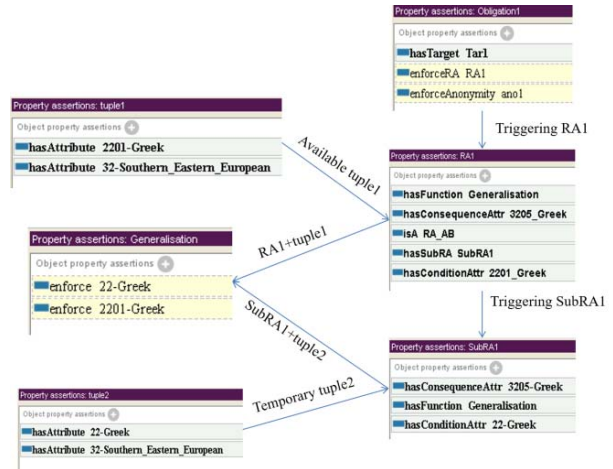 Property assertions: Obligation1
Object property assertions
hasTarget Tar1
enforceRA RA1
enforceAnonymity ano1
Triggering RA1
Property assertions: tuple1
Object property assertions
hasAttribute 2201-Greek
hasAttribute 32-Southern_Eastern_European
Available tuple1
Property assertions: RA1
Object property assertions
hasFunction Generalisation
hasConsequenceAttr 3205_Greek
isA RA_AB
hasSubRA SubRA1
hasConditionAttr 2201_Greek
RA1+tuple1
Property assertions: Generalisation
Object property assertions
enforce 22-Greek
enforce 2201-Greek
SubRA1+tuple2
Triggering SubRA1
Property assertions: SubRA1
Object property assertions
hasConsequenceAttr 3205-Greek
hasFunction Generalisation
hasConditionAttr 22-Greek
Temporary tuple2
Property assertions: tuple2
Object property assertions
hasAttribute 22-Greek
hasAttribute 32-Southern_Eastern_European